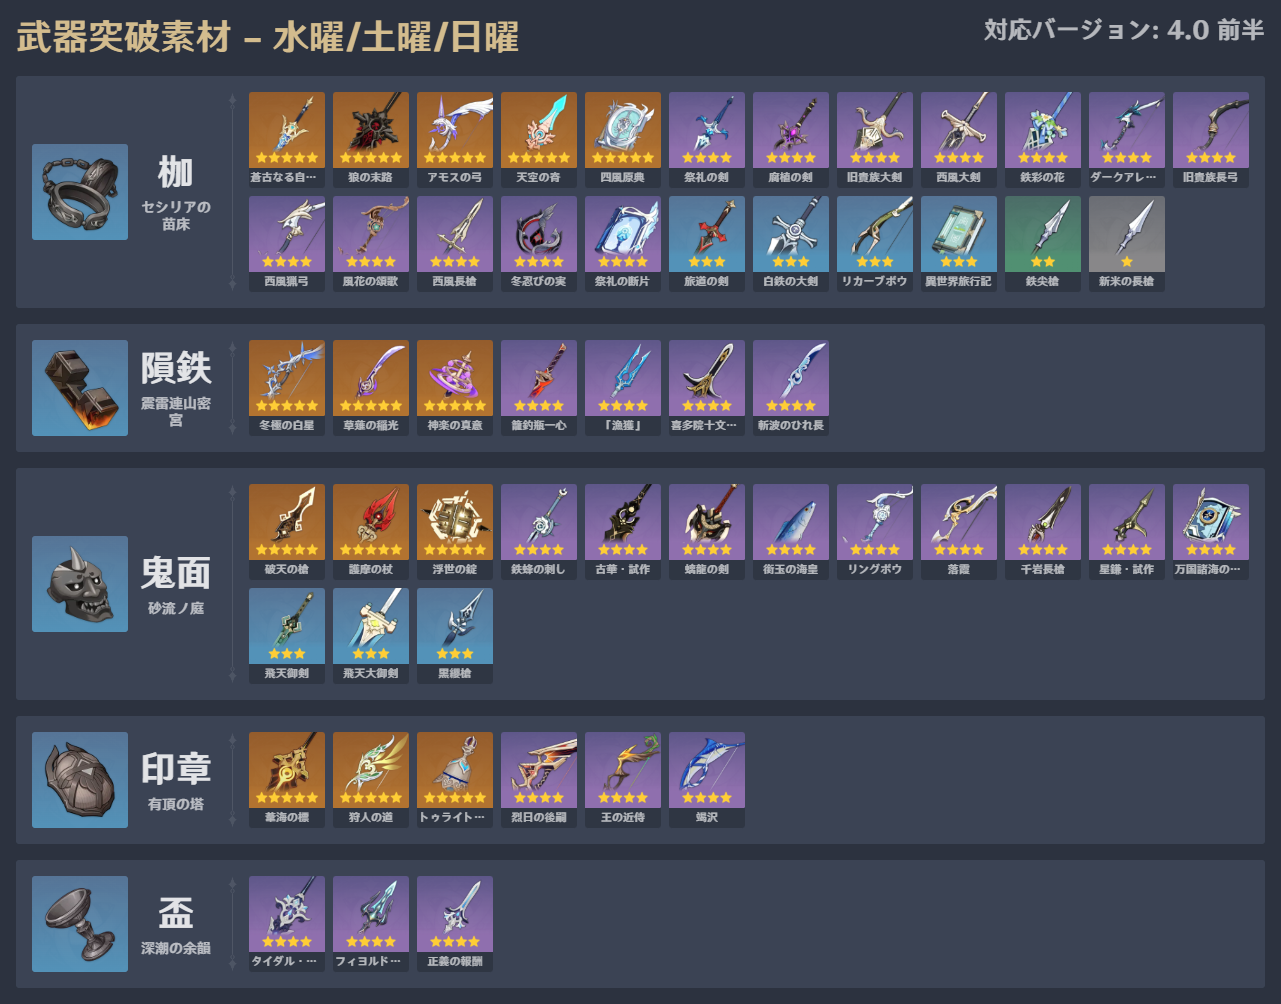 武器突破素材 – 水曜/土曜/日曜
対応バージョン: 4.0 前半
枷
セシリアの
苗床
蒼古なる自… 狼の末路 アモスの弓 天空の脊 四風原典 祭礼の剣 腐植の剣 旧貴族大剣 西風大剣 鉄彩の花 ダークアレ… 旧貴族長弓
西風猟弓 風花の頌歌 西風長槍 冬忍びの実 祭礼の断片 旅道の剣 白鉄の大剣 リカーブボウ 異世界旅行記 鉄尖槍 新米の長槍
隕鉄
震雷連山密
宮
冬極の白星 草薙の稲光 神楽の真意 籠釣瓶一心 「漁獲」 喜多院十文… 斬波のひれ長
鬼面
砂流ノ庭
破天の槍 護摩の杖 浮世の錠 鉄蜂の刺し 古華・試作 螭龍の剣 銜玉の海皇 リングボウ 落霞 千岩長槍 星鎌・試作 万国諸海の…
飛天御剣 飛天大御剣 黒纓槍
印章
有頂の塔
葦海の標 狩人の道 トゥライト… 烈日の後嗣 王の近侍 竭沢
盃
深潮の余韻
タイダル・… フィヨルド… 正義の報酬